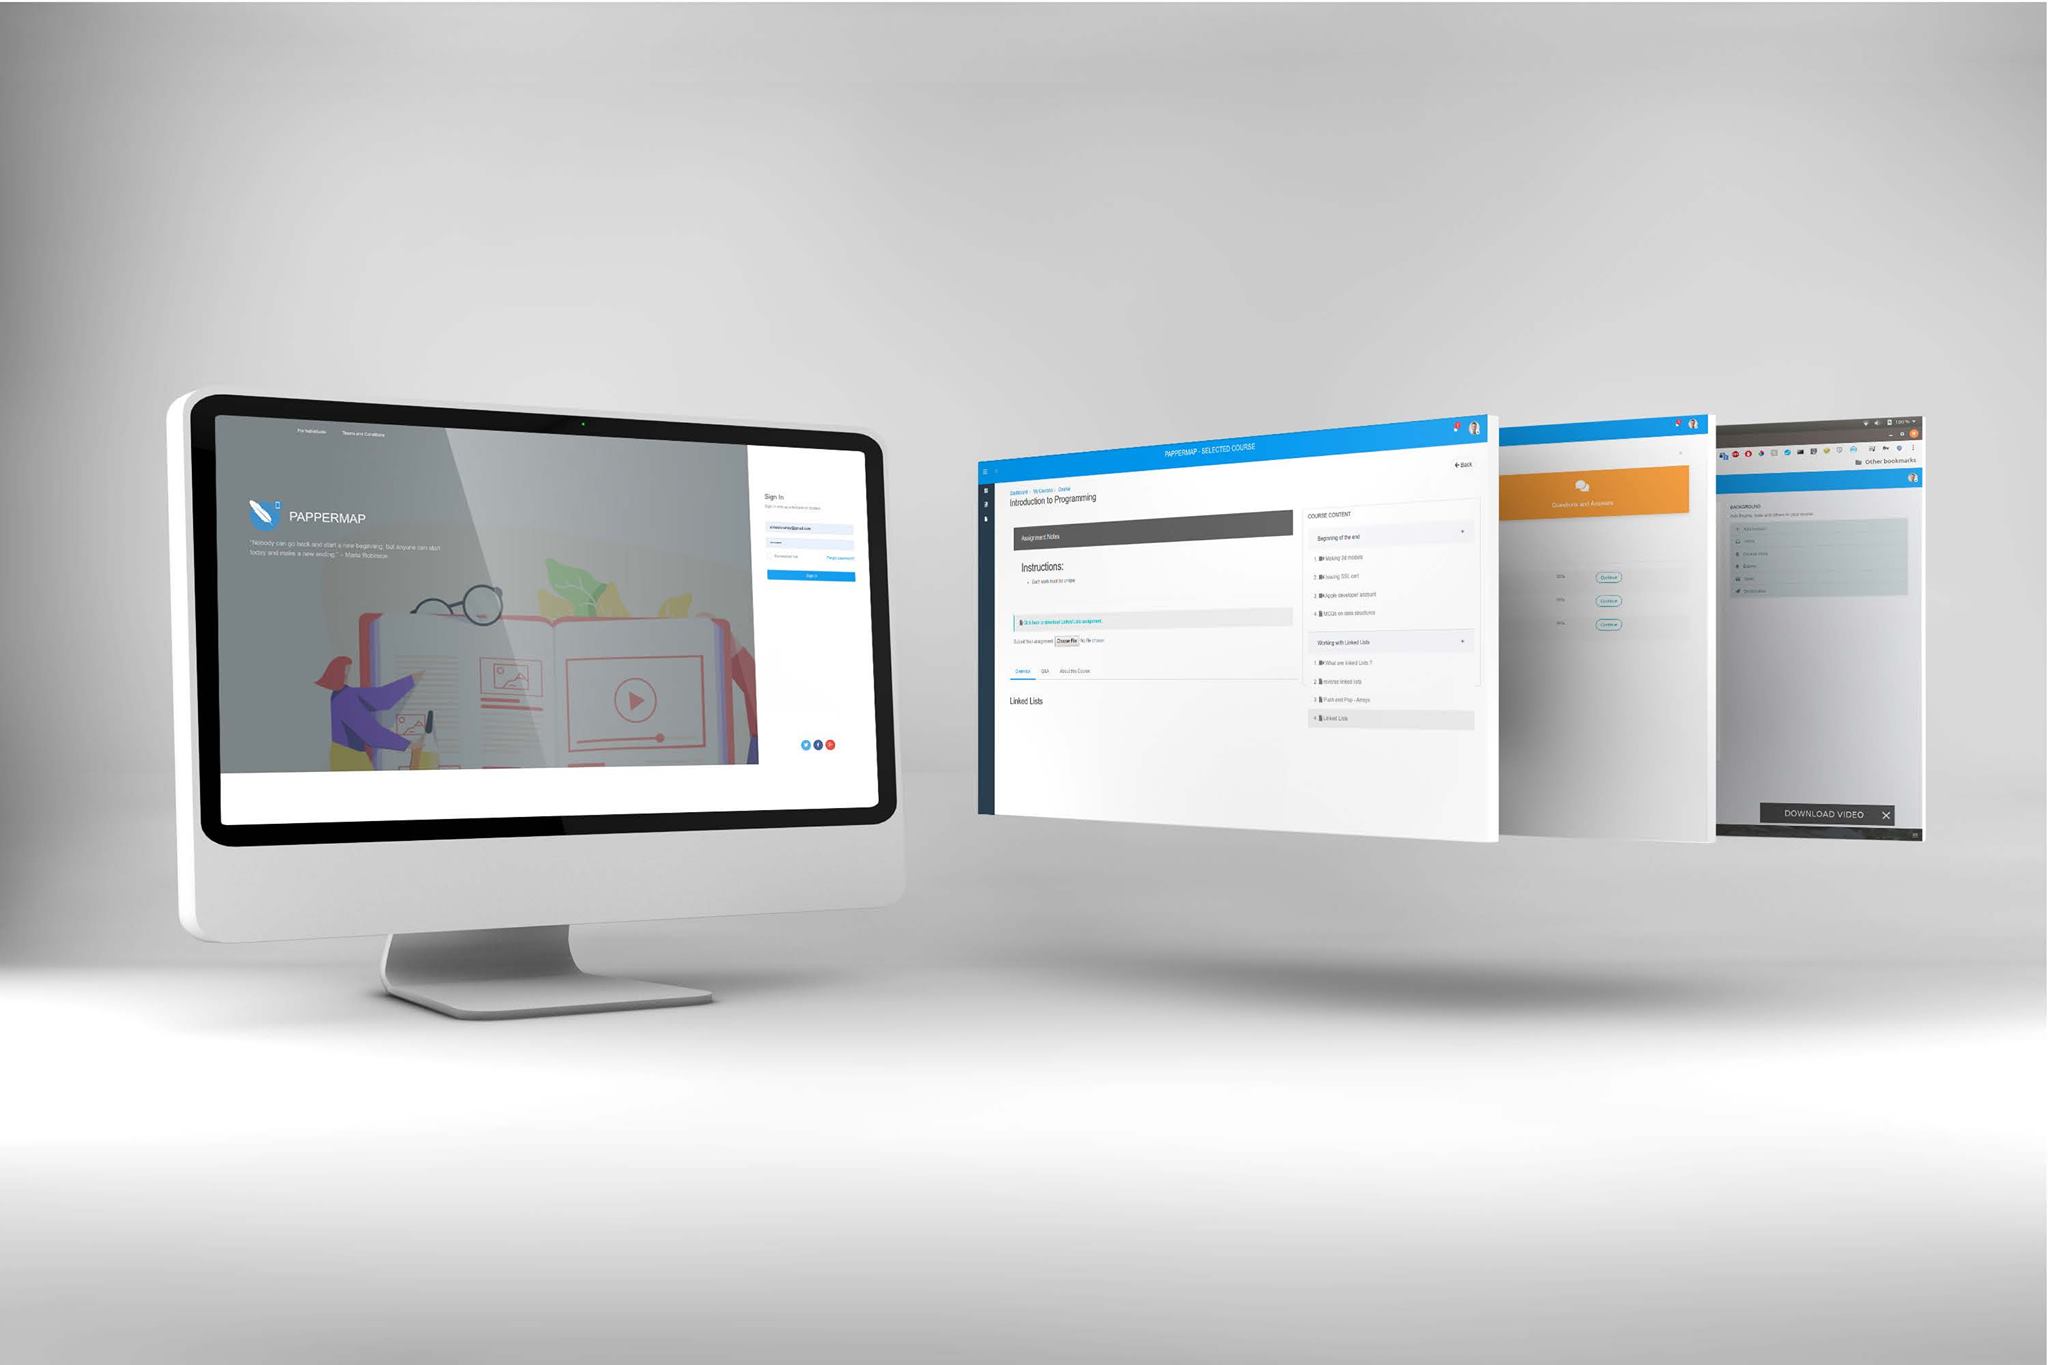 For Individuals   Terms and Conditions
PAPPERMAP
"Nobody can go back and start a new beginning, but anyone can start
today and make a new ending." – Maria Robinson
Sign In
Forgot password?
Sign In
PAPPERMAP - SELECTED COURSE
Back
Dashboard   My Courses   Course
Introduction to Programming
Assignment Notes
Instructions:
Each work must be unique
Click here to download Linked Lists assignment.
Submit their assignment: Choose File No file chosen
Overview   Q&A   About this Course
Linked Lists
COURSE CONTENT
Beginning of the end
1. Making 3d models
2. Issuing SSL cert
3. Apple developer account
4. MCQs on data structures
Working with Linked Lists
1. What are linked Lists ?
2. reverse linked lists
3. Push and Pop - Arrays
4. Linked Lists
Questions and Answers
Continue
Continue
Continue
100 %
Other bookmarks
BACKGROUND
DOWNLOAD VIDEO